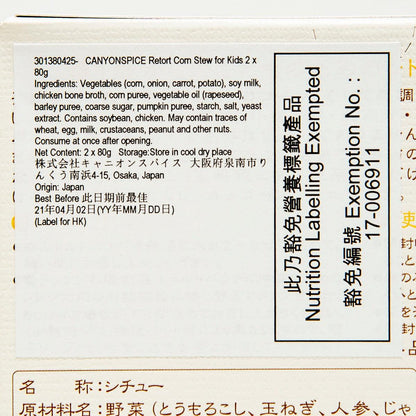 301380425- CANYONSPICE Retort Corn Stew for Kids 2 x
80g
Ingredients: Vegetables (corn, onion, carrot, potato), soy milk,
chicken bone broth, corn puree, vegetable oil (rapeseed),
barley puree, coarse sugar, pumpkin puree, starch, salt, yeast
extract. Contains soybean, chicken. May contain traces of
wheat, egg, milk, crustaceans, peanut and other nuts.
Consume at once after opening.
Net Content: 2 x 80g Storage:Store in cool dry place
株式会社キャニオンスパイス 大阪府泉南市り
んくう南浜4-15, Osaka, Japan
Origin: Japan
Best Before 此日期前最佳
21年04月02日(YY年MM月DD日)
(Label for HK)
此乃豁免營養標籤產品
Nutrition Labelling Exempted
豁免編號 Exemption No. :
17-006911
名 称：シチュー
原材料名：野菜（とうもろこし、玉ねぎ、人参、じゃ